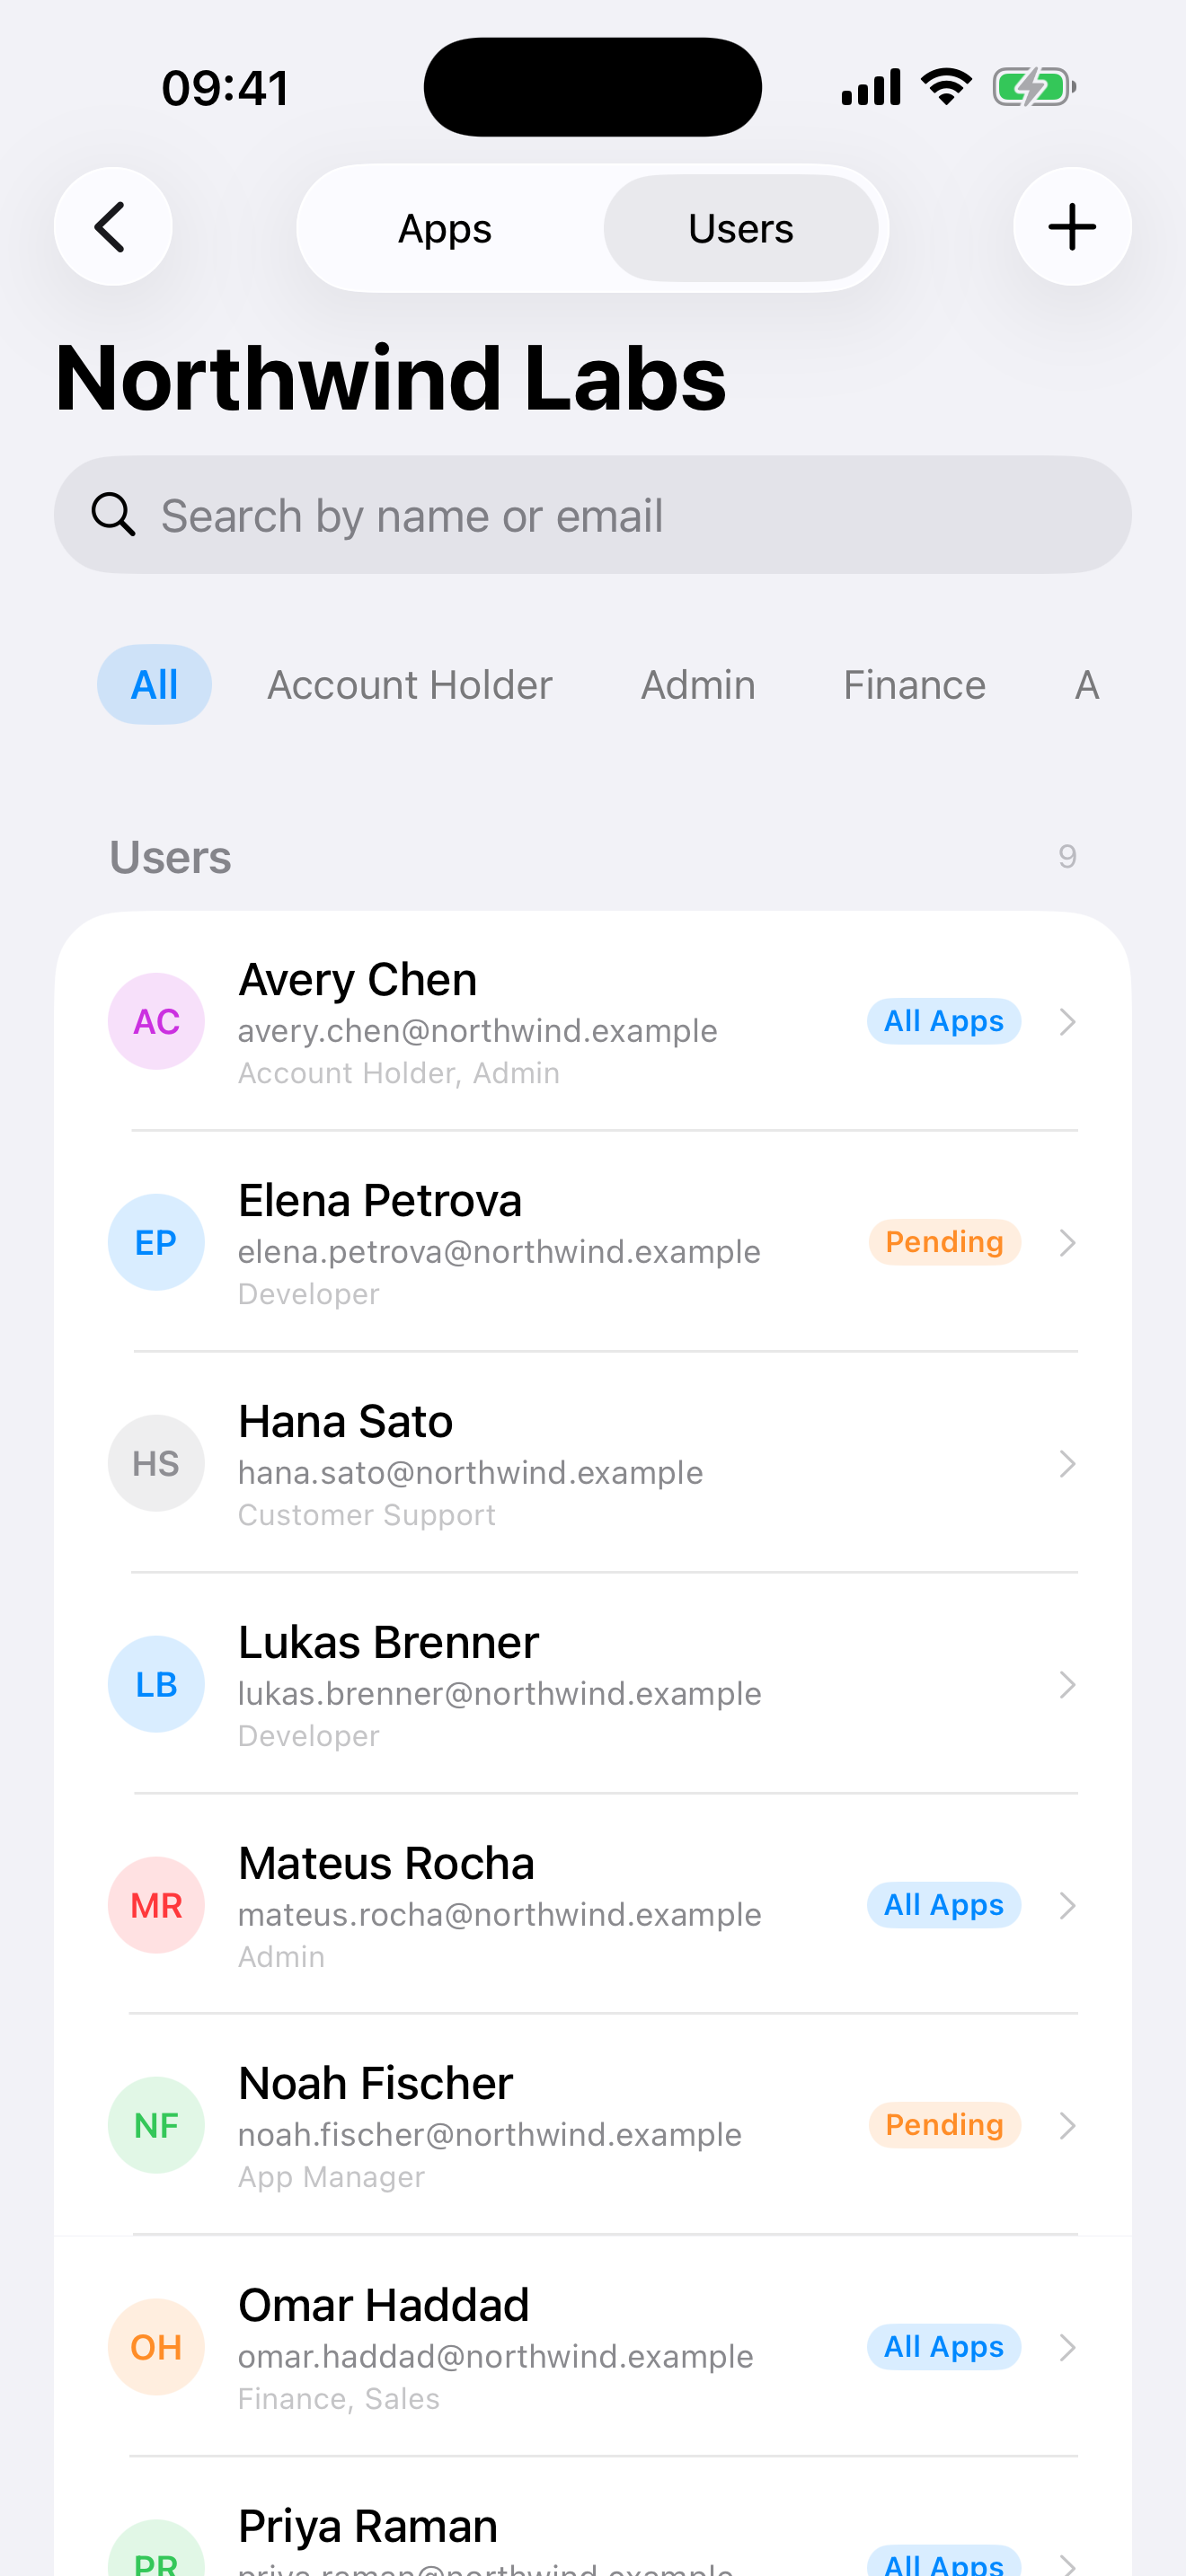 09:41
Apps
Users
Northwind Labs
Search by name or email
All
Account Holder
Admin
Finance
A
Users
9
AC
Avery Chen
avery.chen@northwind.example
Account Holder, Admin
All Apps
EP
Elena Petrova
elena.petrova@northwind.example
Developer
Pending
HS
Hana Sato
hana.sato@northwind.example
Customer Support
LB
Lukas Brenner
lukas.brenner@northwind.example
Developer
MR
Mateus Rocha
mateus.rocha@northwind.example
Admin
All Apps
NF
Noah Fischer
noah.fischer@northwind.example
App Manager
Pending
OH
Omar Haddad
omar.haddad@northwind.example
Finance, Sales
All Apps
PR
Priya Raman
priya.raman@northwind.example
All Apps